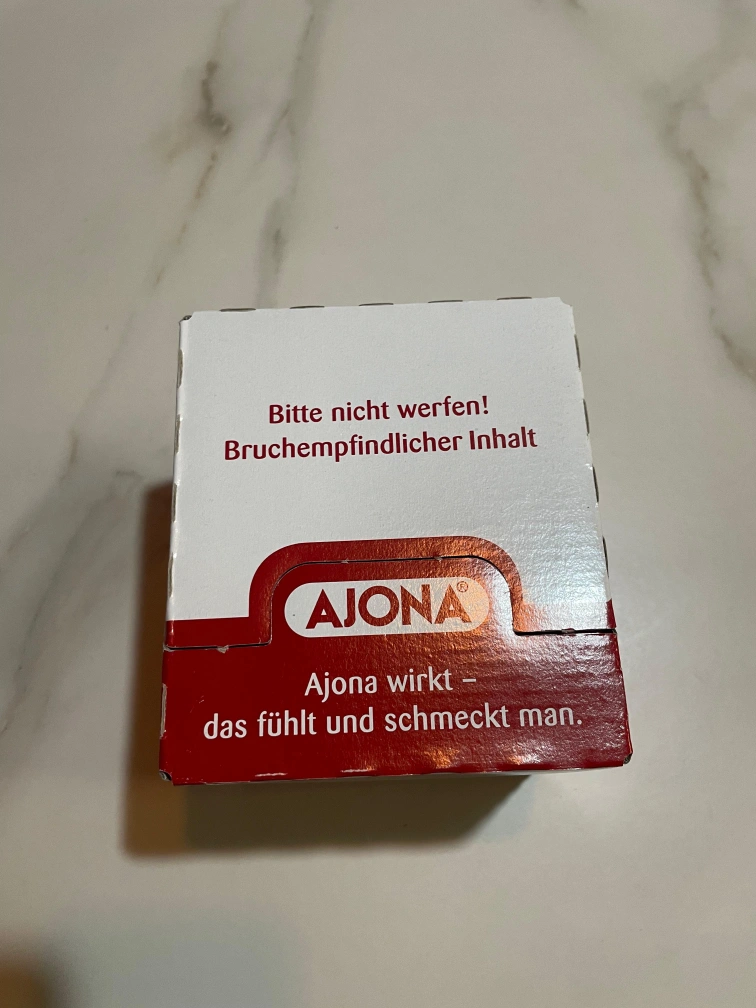 Bitte nicht werfen!
Bruchempfindlicher Inhalt
AJONA®
Ajona wirkt –
das fühlt und schmeckt man.